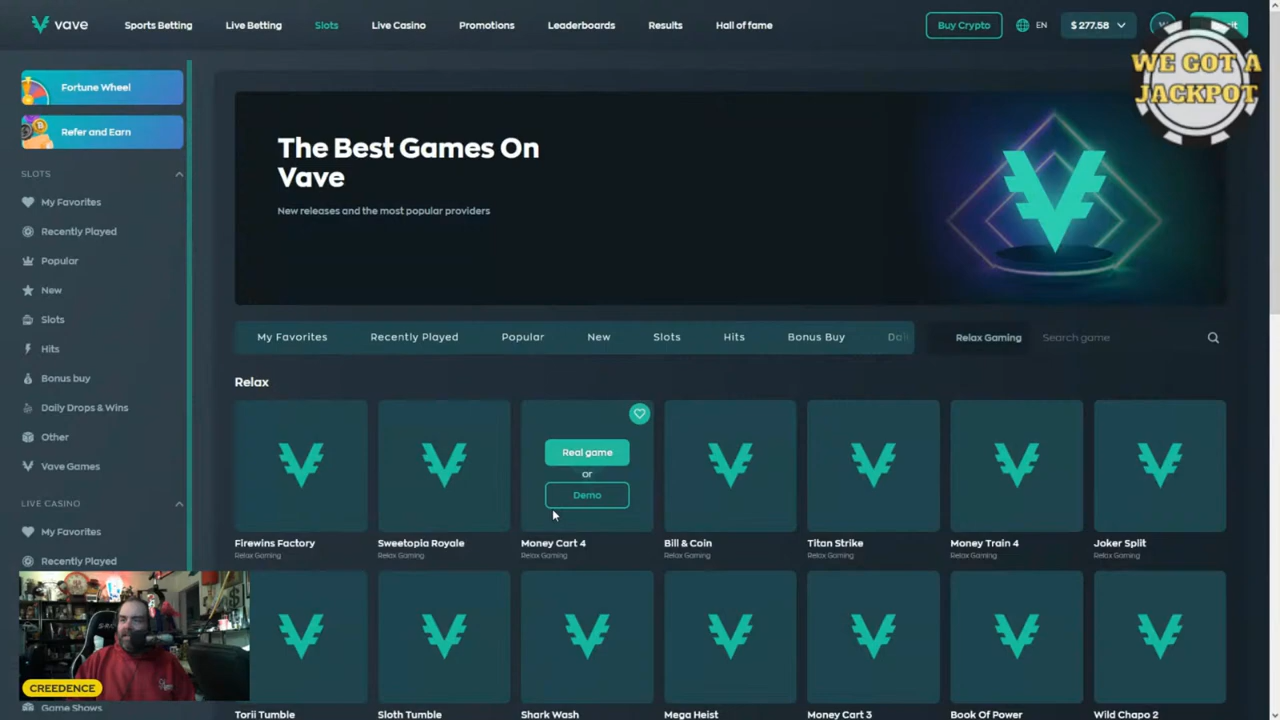 vave
Sports Betting
Live Betting
Slots
Live Casino
Promotions
Leaderboards
Results
Hall of fame
Buy Crypto
EN
$ 277.58
WE GOT A
JACKPOT
Fortune Wheel
Refer and Earn
SLOTS
My Favorites
Recently Played
Popular
New
Slots
Hits
Bonus buy
Daily Drops & Wins
Other
Vave Games
LIVE CASINO
My Favorites
Recently Played
Game Shows
The Best Games On
Vave
New releases and the most popular providers
My Favorites
Recently Played
Popular
New
Slots
Hits
Bonus Buy
Dail
Relax Gaming
Search game
Relax
Real game
or
Demo
Firewins Factory
Relax Gaming
Sweetopia Royale
Relax Gaming
Money Cart 4
Relax Gaming
Bill & Coin
Relax Gaming
Titan Strike
Relax Gaming
Money Train 4
Relax Gaming
Joker Split
Relax Gaming
Torii Tumble
Sloth Tumble
Shark Wash
Mega Heist
Money Cart 3
Book Of Power
Wild Chapo 2
CREEDENCE